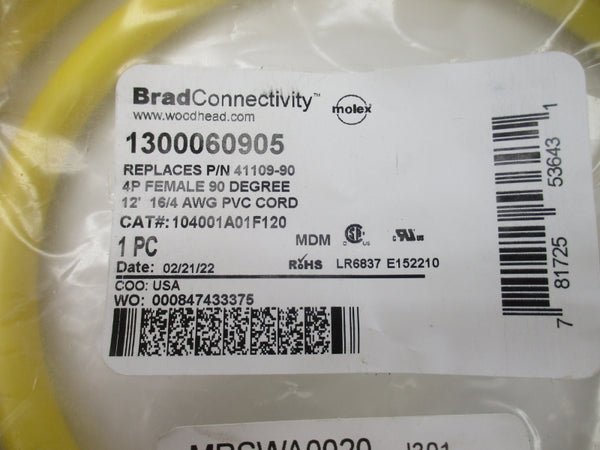 BradConnectivity™
molex
www.woodhead.com
1300060905
REPLACES P/N 41109-90
4P FEMALE 90 DEGREE
12' 16/4 AWG PVC CORD
CAT#:104001A01F120
1 PC
MDM
Date: 02/21/22
RoHS LR6837 E152210
COO: USA
WO: 000847433375
7 81725 53643 1